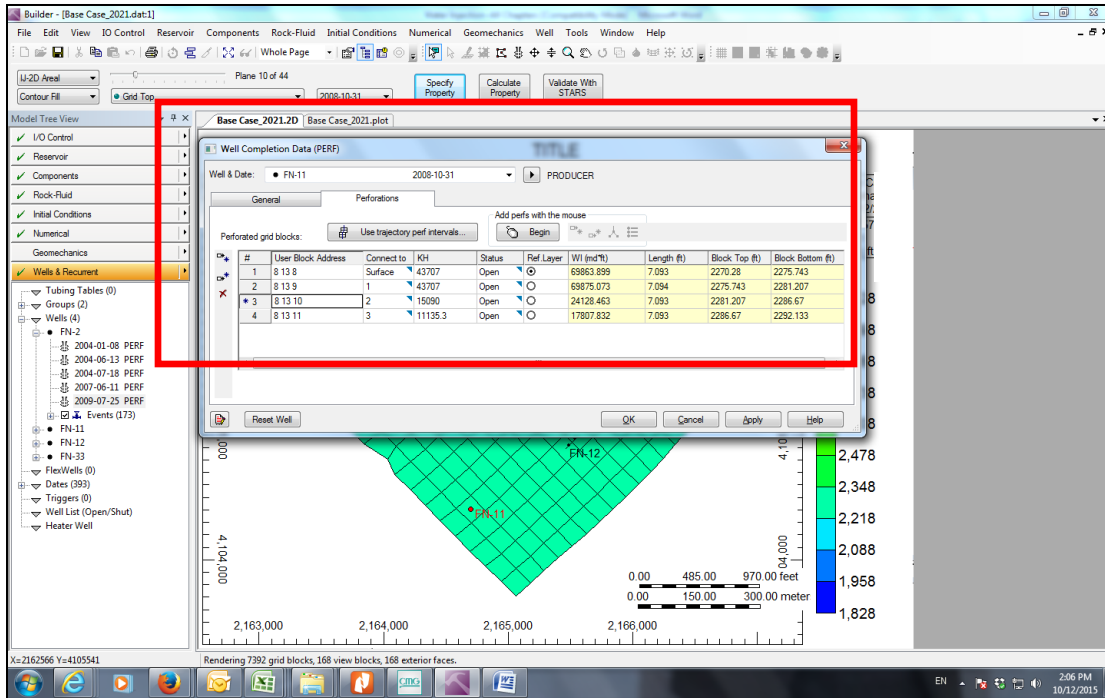 Builder - [Base Case_2021.dat:1]
File Edit View IO Control Reservoir Components Rock-Fluid Initial Conditions Numerical Geomechanics Well Tools Window Help
Whole Page
IJ-2D Areal Plane 10 of 44 Specify Property Calculate Property Validate With STARS
Contour Fill Grid Top 2008-10-31
Model Tree View
Base Case_2021.2D Base Case_2021.plot
I/O Control
Reservoir
Components
Rock-Fluid
Initial Conditions
Numerical
Geomechanics
Wells & Recurrent
Tubing Tables (0)
Groups (2)
Wells (4)
FN-2
2004-01-08 PERF
2004-06-13 PERF
2004-07-18 PERF
2007-06-11 PERF
2009-07-25 PERF
Events (173)
FN-11
FN-12
FN-33
FlexWells (0)
Dates (393)
Triggers (0)
Well List (Open/Shut)
Heater Well
Well Completion Data (PERF)
TITLE
Well & Date: FN-11 2008-10-31 PRODUCER
General Perforations
Add perfs with the mouse
Perforated grid blocks: Use trajectory perf intervals... Begin
# User Block Address Connect to KH Status Ref.Layer WI (md*ft) Length (ft) Block Top (ft) Block Bottom (ft)
1 8 13 8 Surface 43707 Open 69863.899 7.093 2270.28 2275.743
2 8 13 9 1 43707 Open 69875.073 7.094 2275.743 2281.207
* 3 8 13 10 2 15090 Open 24128.463 7.093 2281.207 2286.67
4 8 13 11 3 11135.3 Open 17807.832 7.093 2286.67 2292.133
Reset Well OK Cancel Apply Help
FN-12
FN-11
4,104,000
2,478
2,348
2,218
2,088
1,958
1,828
0.00 485.00 970.00 feet
0.00 150.00 300.00 meter
2,163,000 2,164,000 2,165,000 2,166,000
X=2162566 Y=4105541 Rendering 7392 grid blocks, 168 view blocks, 168 exterior faces.
CMG
EN 2:06 PM
10/12/2015